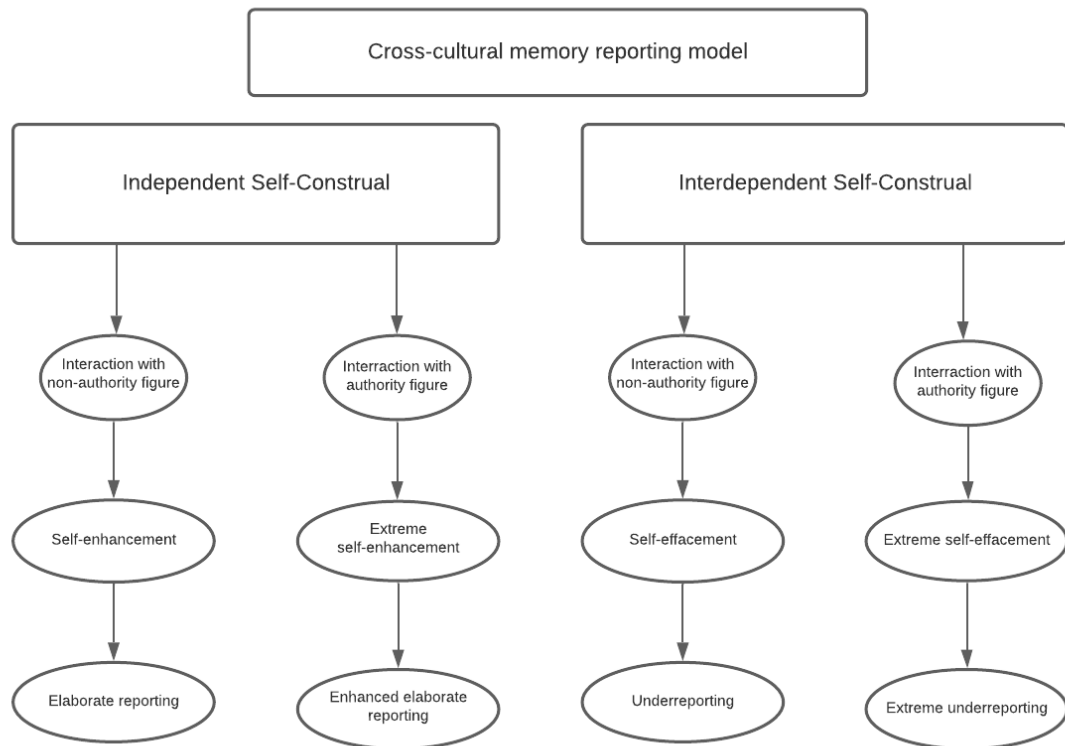 Cross-cultural memory reporting model
Independent Self-Construal
Interdependent Self-Construal
Interaction with
non-authority figure
Interraction with
authority figure
Interaction with
non-authority figure
Interraction with
authority figure
Self-enhancement
Extreme
self-enhancement
Self-effacement
Extreme self-effacement
Elaborate reporting
Enhanced elaborate
reporting
Underreporting
Extreme underreporting